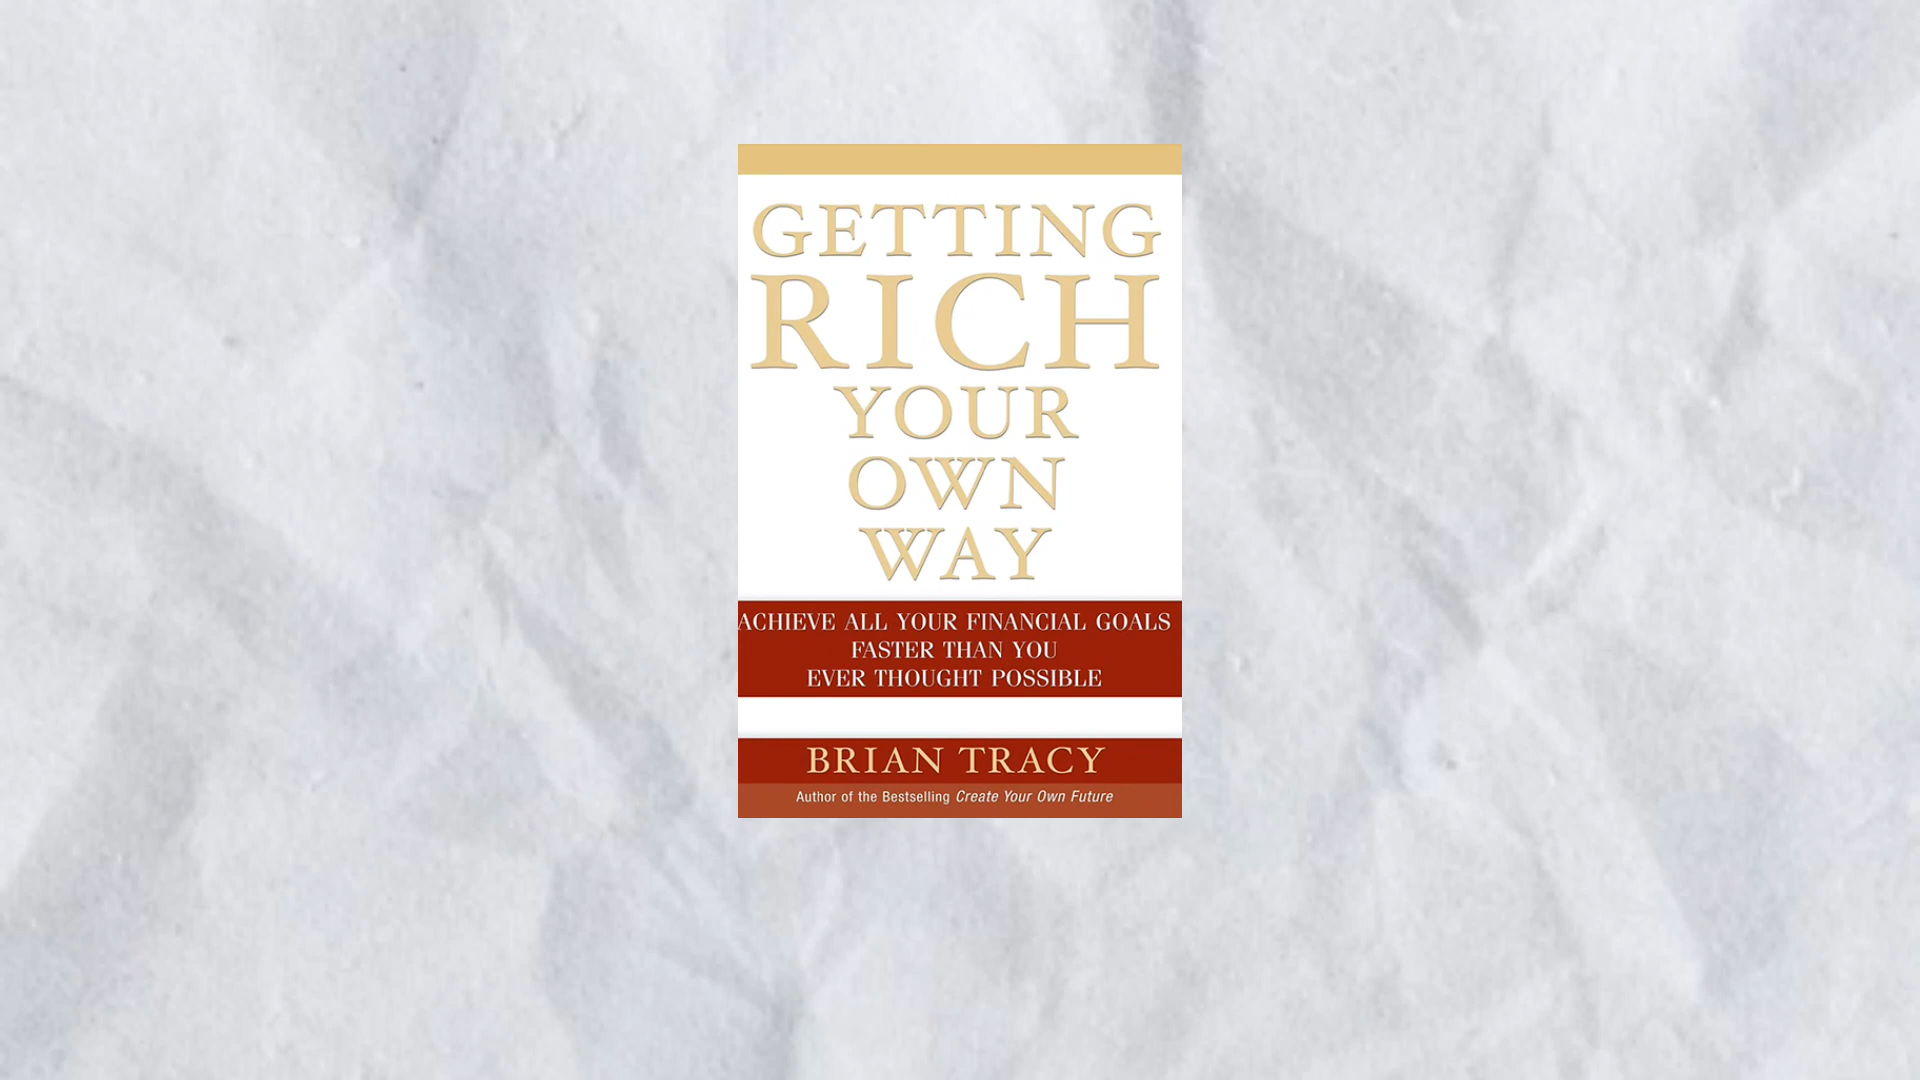 GETTING
RICH
YOUR
OWN
WAY
ACHIEVE ALL YOUR FINANCIAL GOALS
FASTER THAN YOU
EVER THOUGHT POSSIBLE
BRIAN TRACY
Author of the Bestselling Create Your Own Future